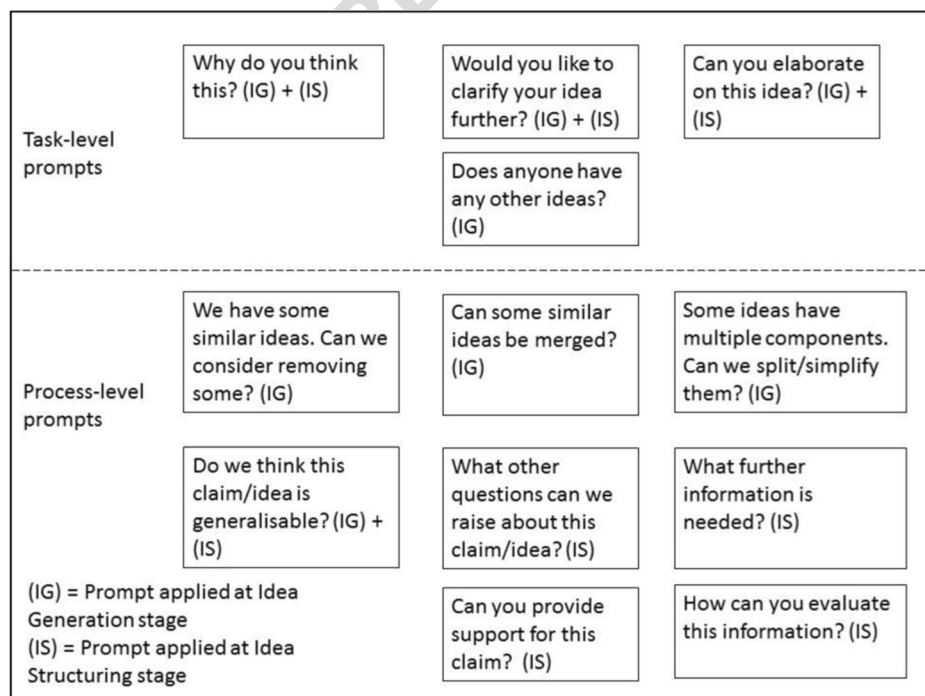 Task-level
prompts
Why do you think
this? (IG) + (IS)
Would you like to
clarify your idea
further? (IG) + (IS)
Can you elaborate
on this idea? (IG) +
(IS)
Does anyone have
any other ideas?
(IG)
Process-level
prompts
We have some
similar ideas. Can we
consider removing
some? (IG)
Can some similar
ideas be merged?
(IG)
Some ideas have
multiple components.
Can we split/simplify
them? (IG)
Do we think this
claim/idea is
generalisable? (IG) +
(IS)
What other
questions can we
raise about this
claim/idea? (IS)
What further
information is
needed? (IS)
Can you provide
support for this
claim? (IS)
How can you evaluate
this information? (IS)
(IG) = Prompt applied at Idea
Generation stage
(IS) = Prompt applied at Idea
Structuring stage